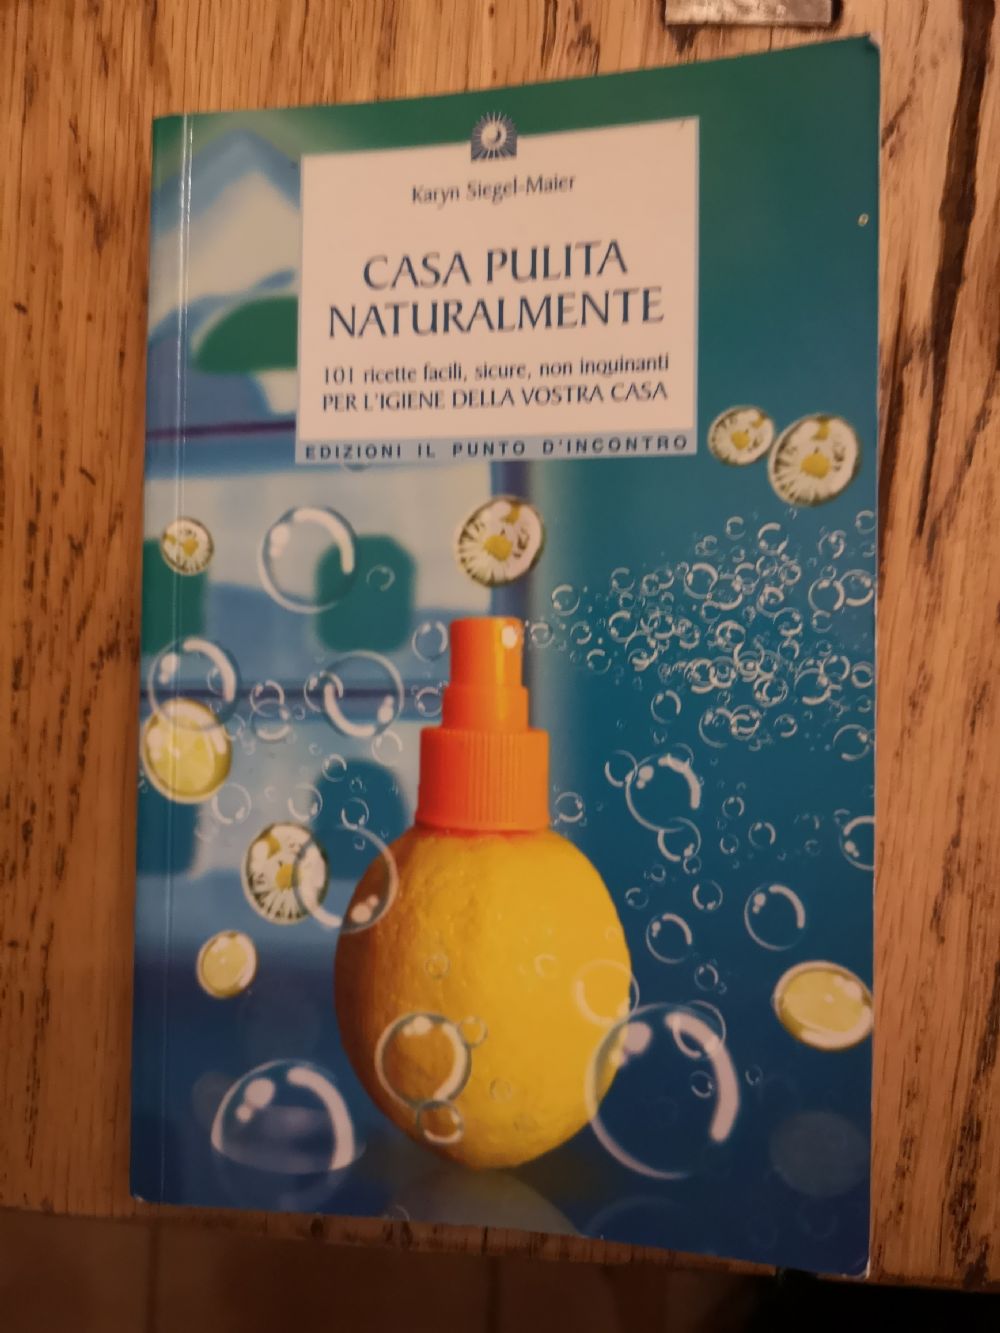 Karyn Siegel-Maier
CASA PULITA
NATURALMENTE
101 ricette facili, sicure, non inquinanti
PER L'IGIENE DELLA VOSTRA CASA
EDIZIONI IL PUNTO D'INCONTRO